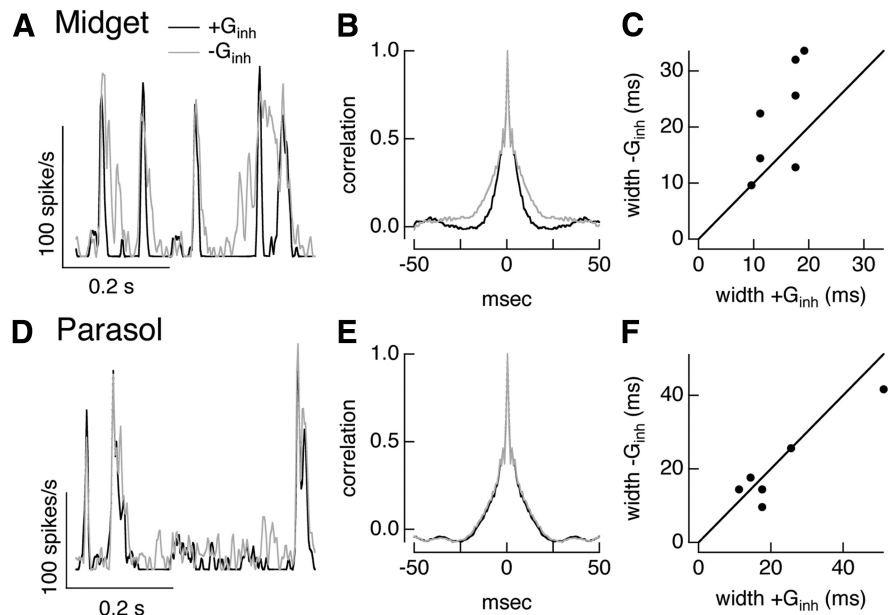 A Midget
+Ginh
-Ginh
100 spike/s
0.2 s
B
1.0
0.5
0.0
correlation
-50 0 50
msec
C
30
20
10
0
width -Ginh (ms)
0 10 20 30
width +Ginh (ms)
D Parasol
100 spikes/s
0.2 s
E
1.0
0.5
0.0
correlation
-50 0 50
msec
F
40
20
0
width -Ginh (ms)
0 20 40
width +Ginh (ms)